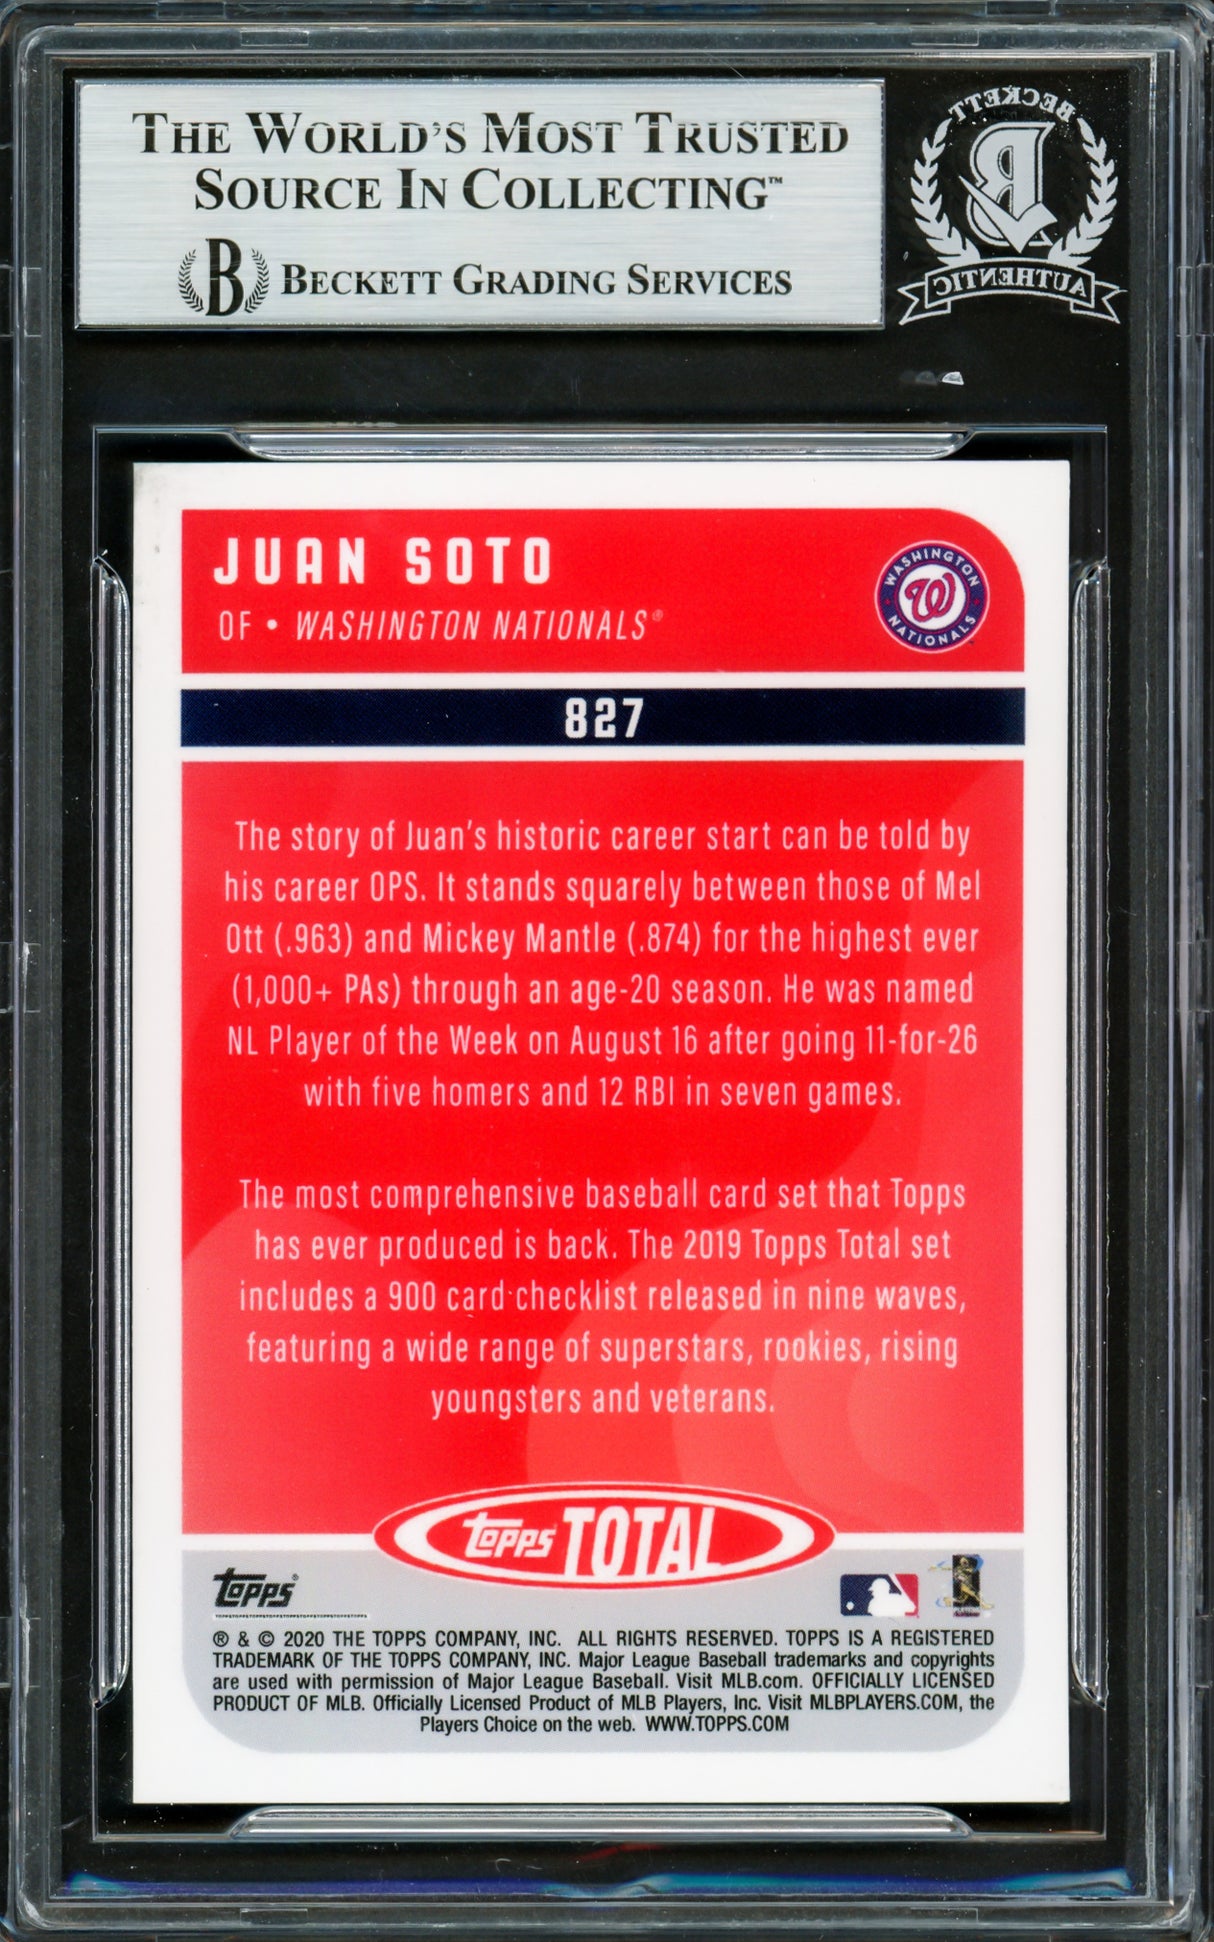 THE WORLD'S MOST TRUSTED
SOURCE IN COLLECTING™
B BECKETT GRADING SERVICES
BECKETT
B
AUTHENTIC
JUAN SOTO
OF • WASHINGTON NATIONALS®
WASHINGTON
W
NATIONALS
827
The story of Juan's historic career start can be told by
his career OPS. It stands squarely between those of Mel
Ott (.963) and Mickey Mantle (.874) for the highest ever
(1,000+ PAs) through an age-20 season. He was named
NL Player of the Week on August 16 after going 11-for-26
with five homers and 12 RBI in seven games.
The most comprehensive baseball card set that Topps
has ever produced is back. The 2019 Topps Total set
includes a 900 card checklist released in nine waves,
featuring a wide range of superstars, rookies, rising
youngsters and veterans.
topps TOTAL
topps®
® & © 2020 THE TOPPS COMPANY, INC. ALL RIGHTS RESERVED. TOPPS IS A REGISTERED
TRADEMARK OF THE TOPPS COMPANY, INC. Major League Baseball trademarks and copyrights
are used with permission of Major League Baseball. Visit MLB.com. OFFICIALLY LICENSED
PRODUCT OF MLB. Officially Licensed Product of MLB Players, Inc. Visit MLBPLAYERS.COM, the
Players Choice on the web. WWW.TOPPS.COM